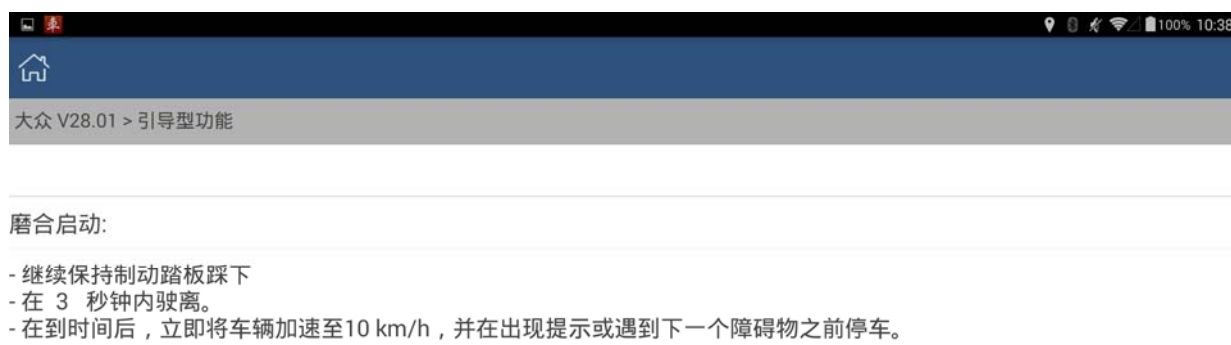 車
100% 10:38
大众 V28.01 > 引导型功能
磨合启动:
- 继续保持制动踏板踩下
- 在 3 秒钟内驶离。
- 在到时间后，立即将车辆加速至10 km/h，并在出现提示或遇到下一个障碍物之前停车。